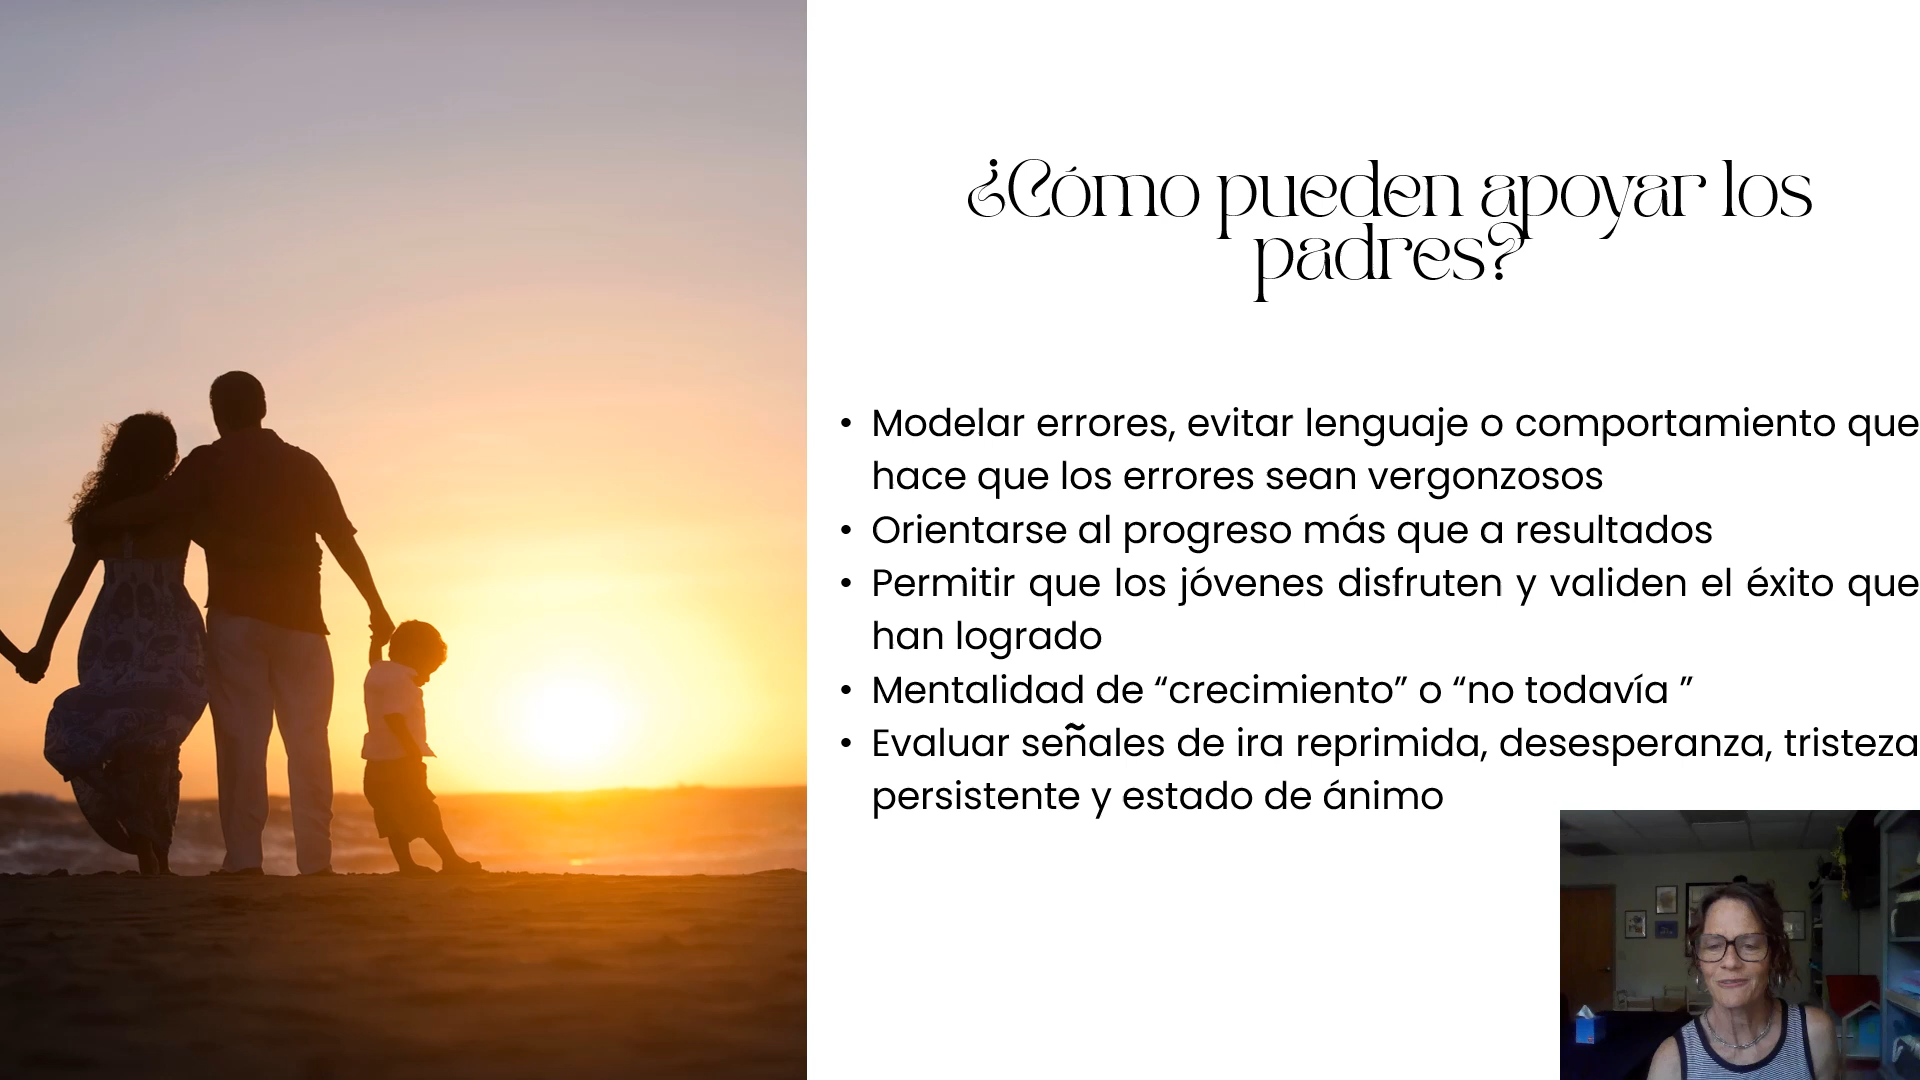 ¿Cómo pueden apoyar los
padres?
• Modelar errores, evitar lenguaje o comportamiento que
hace que los errores sean vergonzosos
• Orientarse al progreso más que a resultados
• Permitir que los jóvenes disfruten y validen el éxito que
han logrado
• Mentalidad de “crecimiento” o “no todavía ”
• Evaluar señales de ira reprimida, desesperanza, tristeza
persistente y estado de ánimo